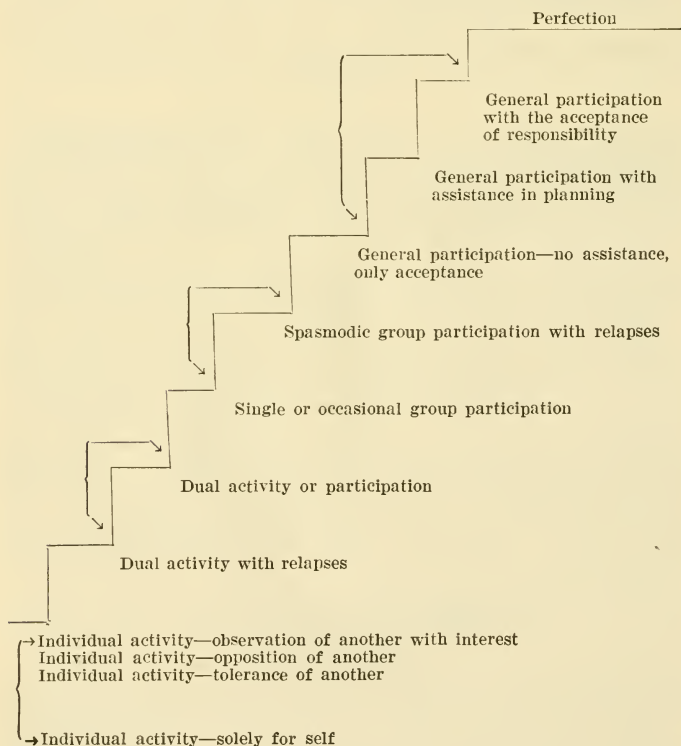 Perfection
General participation
with the acceptance
of responsibility
General participation with
assistance in planning
General participation—no assistance,
only acceptance
Spasmodic group participation with relapses
Single or occasional group participation
Dual activity or participation
Dual activity with relapses
Individual activity—observation of another with interest
Individual activity—opposition of another
Individual activity—tolerance of another
Individual activity—solely for self